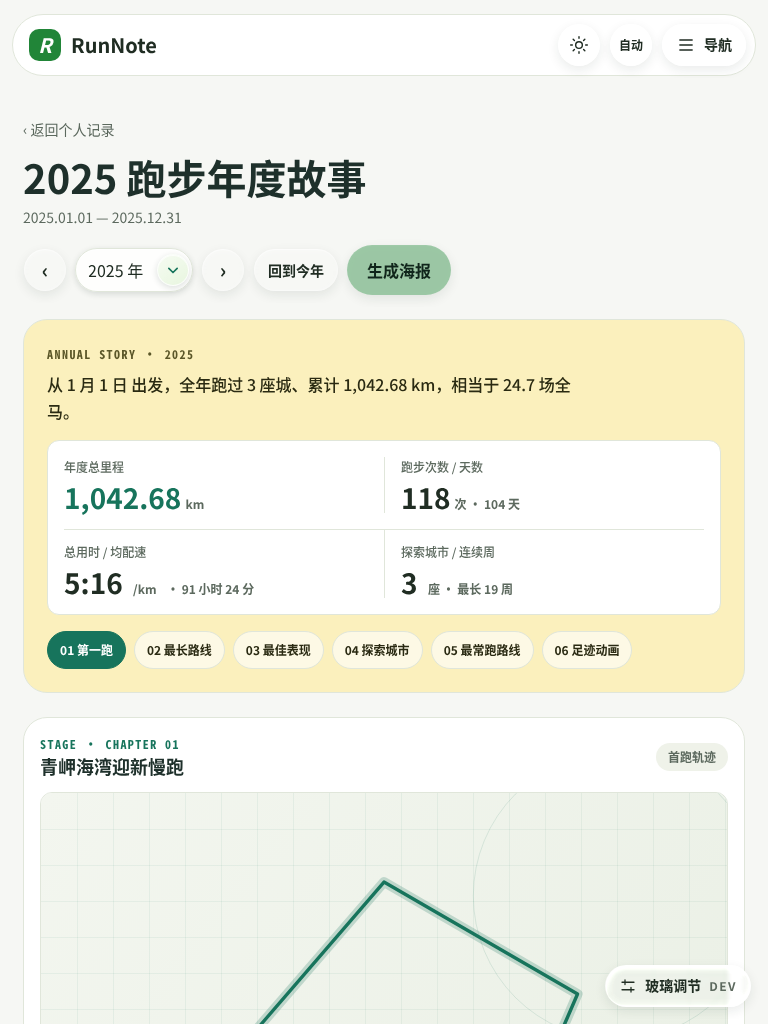 R RunNote
自动
导航
‹ 返回个人记录
2025 跑步年度故事
2025.01.01 — 2025.12.31
‹
2025 年
›
回到今年
生成海报
ANNUAL STORY • 2025
从 1 月 1 日 出发，全年跑过 3 座城、累计 1,042.68 km，相当于 24.7 场全
马。
年度总里程
1,042.68 km
跑步次数 / 天数
118 次 • 104 天
总用时 / 均配速
5:16 /km • 91 小时 24 分
探索城市 / 连续周
3 座 • 最长 19 周
01 第一跑
02 最长路线
03 最佳表现
04 探索城市
05 最常跑路线
06 足迹动画
STAGE • CHAPTER 01
青岬海湾迎新慢跑
首跑轨迹
玻璃调节 DEV